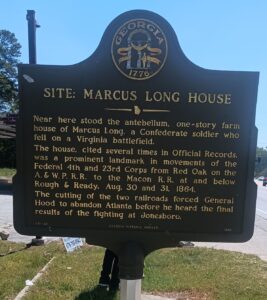 GEORGIA
1776
SITE: MARCUS LONG HOUSE
Near here stood the antebellum, one-story farm
house of Marcus Long, a Confederate soldier who
fell on a Virginia battlefield.
The house, cited several times in Official Records,
was a prominent landmark in movements of the
Federal 4th and 23rd Corps from Red Oak on the
A. & W. P. R.R. to the Macon R.R. at and below
Rough & Ready, Aug. 30 and 31, 1864.
The cutting of the two railroads forced General
Hood to abandon Atlanta before he heard the final
results of the fighting at Jonesboro.